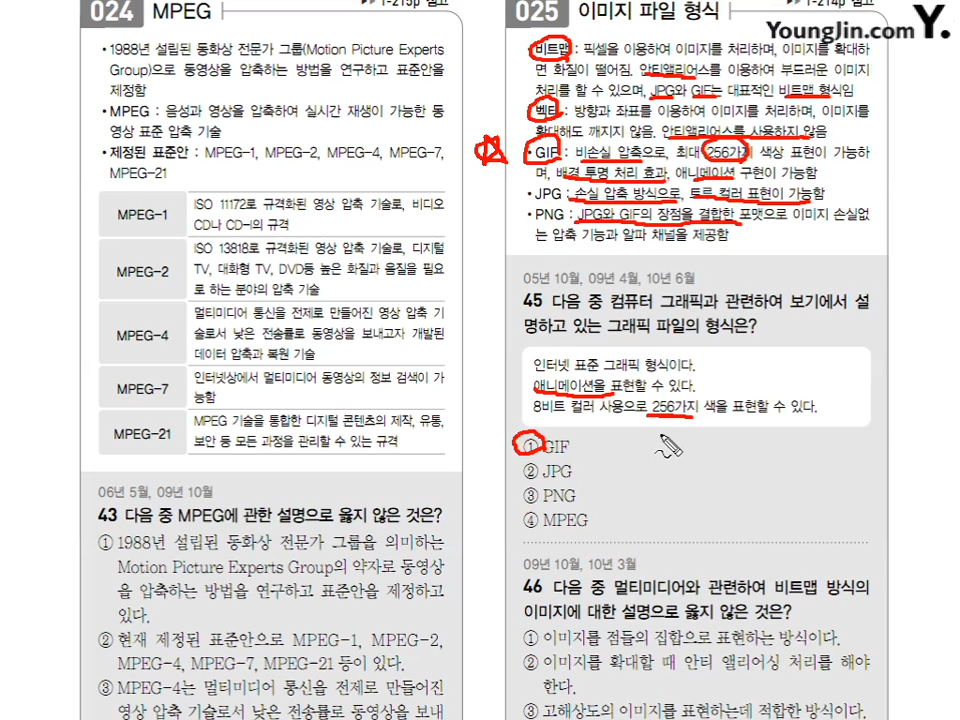 024 MPEG
1-215p 참고
• 1988년 설립된 동화상 전문가 그룹(Motion Picture Experts
Group)으로 동영상을 압축하는 방법을 연구하고 표준안을
제정함
• MPEG : 음성과 영상을 압축하여 실시간 재생이 가능한 동
영상 표준 압축 기술
• 제정된 표준안 : MPEG-1, MPEG-2, MPEG-4, MPEG-7,
MPEG-21
MPEG-1
ISO 11172로 규격화된 영상 압축 기술로, 비디오
CD나 CD-I의 규격
MPEG-2
ISO 13818로 규격화된 영상 압축 기술로, 디지털
TV, 대화형 TV, DVD등 높은 화질과 음질을 필요
로 하는 분야의 압축 기술
MPEG-4
멀티미디어 통신을 전제로 만들어진 영상 압축 기
술로서 낮은 전송률로 동영상을 보내고자 개발된
데이터 압축과 복원 기술
MPEG-7
인터넷상에서 멀티미디어 동영상의 정보 검색이 가
능함
MPEG-21
MPEG 기술을 통합한 디지털 콘텐츠의 제작, 유통,
보안 등 모든 과정을 관리할 수 있는 규격
06년 5월, 09년 10월
43 다음 중 MPEG에 관한 설명으로 옳지 않은 것은?
① 1988년 설립된 동화상 전문가 그룹을 의미하는
Motion Picture Experts Group의 약자로 동영상
을 압축하는 방법을 연구하고 표준안을 제정하고
있다.
② 현재 제정된 표준안으로 MPEG-1, MPEG-2,
MPEG-4, MPEG-7, MPEG-21 등이 있다.
③ MPEG-4는 멀티미디어 통신을 전제로 만들어진
영상 압축 기술로서 낮은 전송률로 동영상을 보내
025 이미지 파일 형식
1-214p 참고
YoungJin.com Y.
• 비트맵 : 픽셀을 이용하여 이미지를 처리하며, 이미지를 확대하
면 화질이 떨어짐. 안티앨리어스를 이용하여 부드러운 이미지
처리를 할 수 있으며, JPG와 GIF는 대표적인 비트맵 형식임
• 벡터 : 방향과 좌표를 이용하여 이미지를 처리하며, 이미지를
확대해도 깨지지 않음. 안티앨리어스를 사용하지 않음
• GIF : 비손실 압축으로, 최대 256가지 색상 표현이 가능하
며, 배경 투명 처리 효과, 애니메이션 구현이 가능함
• JPG : 손실 압축 방식으로, 트루 컬러 표현이 가능함
• PNG : JPG와 GIF의 장점을 결합한 포맷으로 이미지 손실없
는 압축 기능과 알파 채널을 제공함
05년 10월, 09년 4월, 10년 6월
45 다음 중 컴퓨터 그래픽과 관련하여 보기에서 설
명하고 있는 그래픽 파일의 형식은?
인터넷 표준 그래픽 형식이다.
애니메이션을 표현할 수 있다.
8비트 컬러 사용으로 256가지 색을 표현할 수 있다.
① GIF
② JPG
③ PNG
④ MPEG
09년 10월, 10년 3월
46 다음 중 멀티미디어와 관련하여 비트맵 방식의
이미지에 대한 설명으로 옳지 않은 것은?
① 이미지를 점들의 집합으로 표현하는 방식이다.
② 이미지를 확대할 때 안티 앨리어싱 처리를 해야
한다.
③ 고해상도의 이미지를 표현하는데 적합한 방식이다.